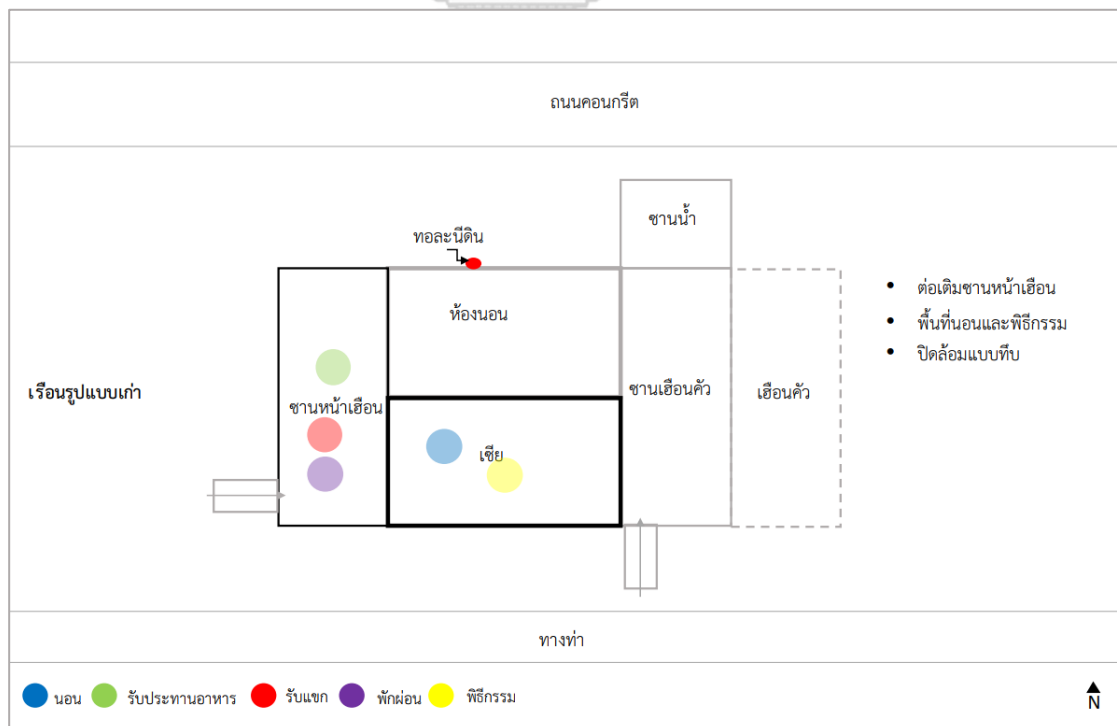 ถนนคอนกรีต
ซานน้ำ
ทอละนีดิน
ห้องนอน
• ต่อเติมซานหน้าเฮือน
• พื้นที่นอนและพิธีกรรม
• ปิดล้อมแบบทึบ
เรือนรูปแบบเก่า
ซานหน้าเฮือน
ซานเฮือนคัว
เฮือนคัว
เซีย
ทางท่า
นอน รับประทานอาหาร รับแขก พักผ่อน พิธีกรรม
N